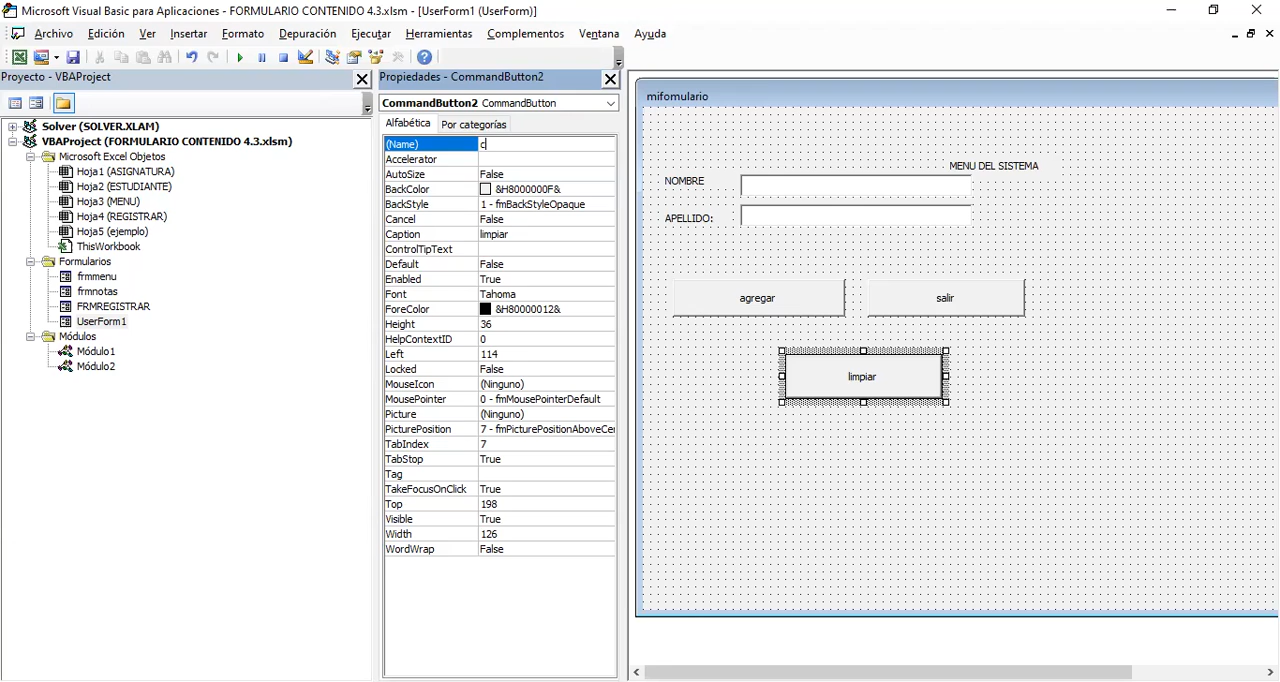 Microsoft Visual Basic para Aplicaciones - FORMULARIO CONTENIDO 4.3.xlsm - [UserForm1 (UserForm)]
Archivo Edición Ver Insertar Formato Depuración Ejecutar Herramientas Complementos Ventana Ayuda
Proyecto - VBAProject
Solver (SOLVER.XLAM)
VBAProject (FORMULARIO CONTENIDO 4.3.xlsm)
Microsoft Excel Objetos
Hoja1 (ASIGNATURA)
Hoja2 (ESTUDIANTE)
Hoja3 (MENU)
Hoja4 (REGISTRAR)
Hoja5 (ejemplo)
ThisWorkbook
Formularios
frmmenu
frmnotas
FRMREGISTRAR
UserForm1
Módulos
Módulo1
Módulo2
Propiedades - CommandButton2
CommandButton2 CommandButton
Alfabética Por categorías
(Name) c
Accelerator
AutoSize False
BackColor &H8000000F&
BackStyle 1 - fmBackStyleOpaque
Cancel False
Caption limpiar
ControlTipText
Default False
Enabled True
Font Tahoma
ForeColor &H80000012&
Height 36
HelpContextID 0
Left 114
Locked False
MouseIcon (Ninguno)
MousePointer 0 - fmMousePointerDefault
Picture (Ninguno)
PicturePosition 7 - fmPicturePositionAboveCe
TabIndex 7
TabStop True
Tag
TakeFocusOnClick True
Top 198
Visible True
Width 126
WordWrap False
mifomulario
MENU DEL SISTEMA
NOMBRE
APELLIDO:
agregar salir
limpiar